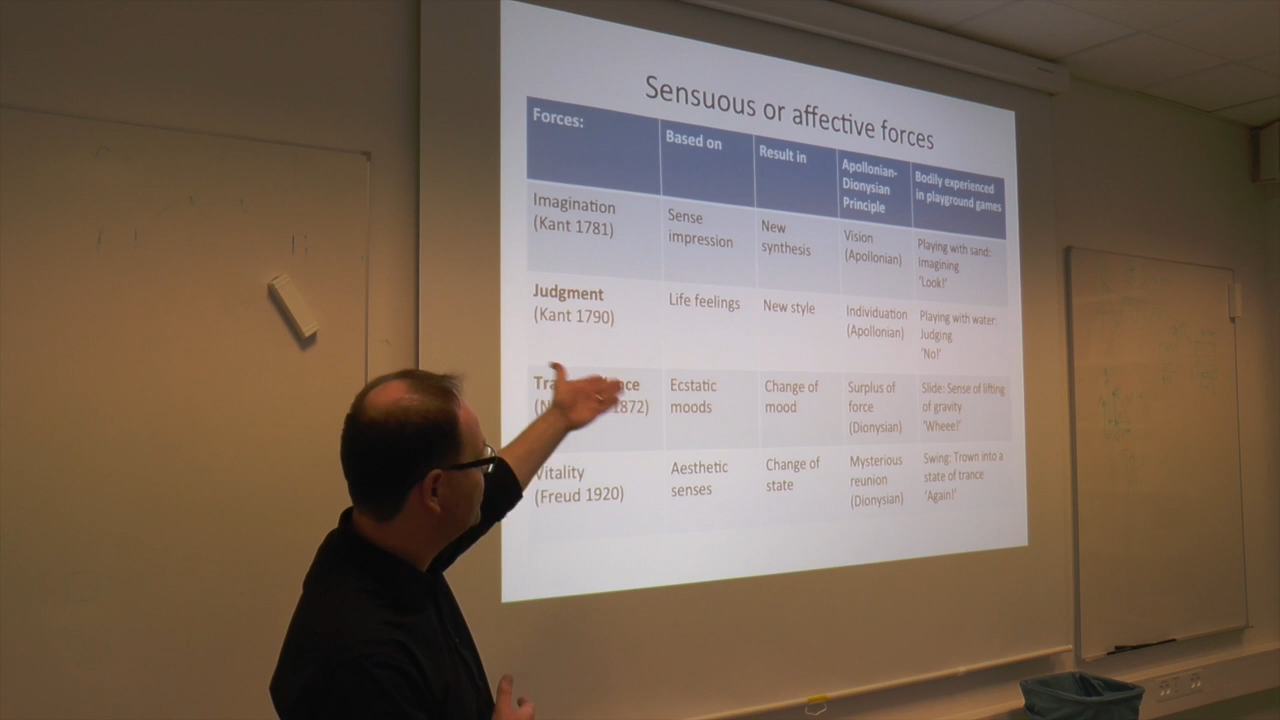 Sensuous or affective forces
Forces:
Based on
Result in
Apollonian-
Dionysian
Principle
Bodily experienced
in playground games
Imagination
(Kant 1781)
Sense
impression
New
synthesis
Vision
(Apollonian)
Playing with sand:
Imagining
'Look!'
Judgment
(Kant 1790)
Life feelings
New style
Individuation
(Apollonian)
Playing with water:
Judging
'No!'
1872)
Ecstatic
moods
Change of
mood
Surplus of
force
(Dionysian)
Slide: Sense of lifting
of gravity
'Wheee!'
Vitality
(Freud 1920)
Aesthetic
senses
Change of
state
Mysterious
reunion
(Dionysian)
Swing: Trown into a
state of trance
'Again!'